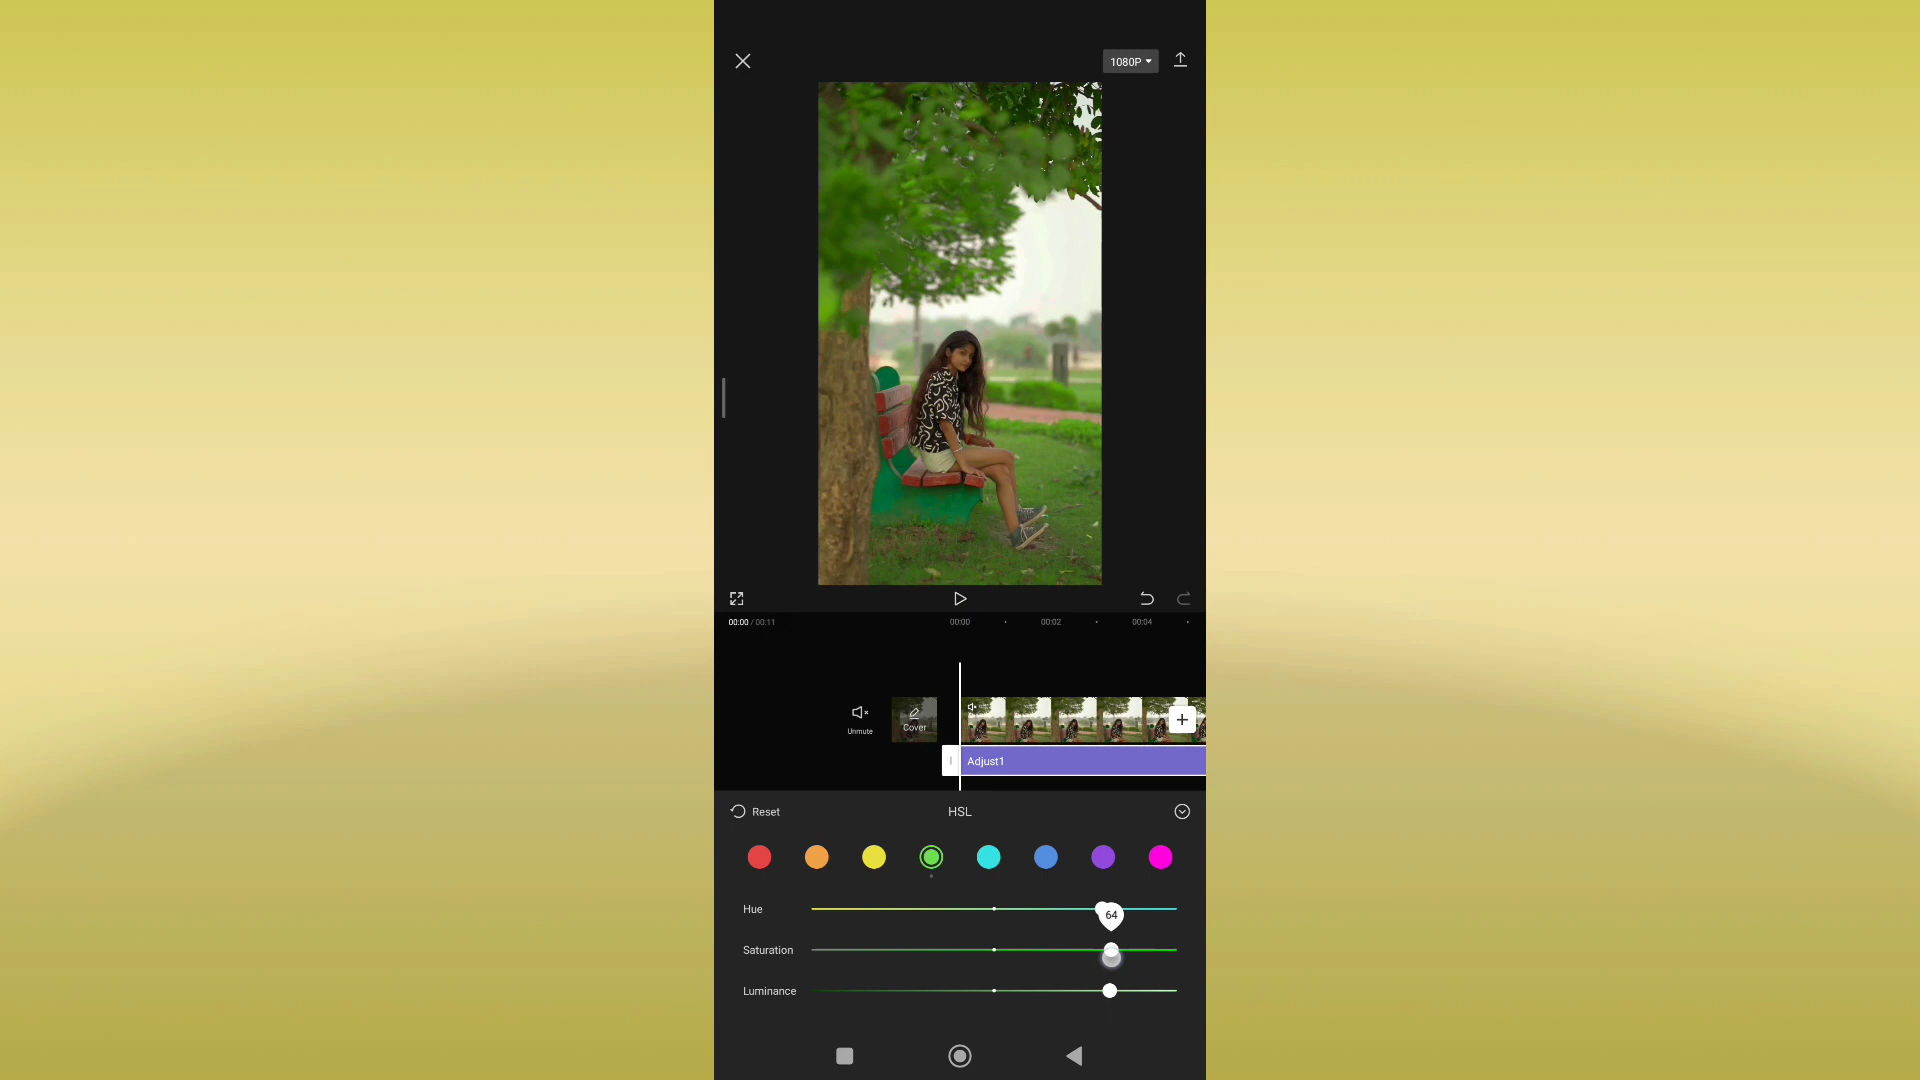 1080P
00:00 / 00:11
00:00
00:02
00:04
Unmute
Cover
Adjust1
Reset
HSL
Hue
64
Saturation
Luminance